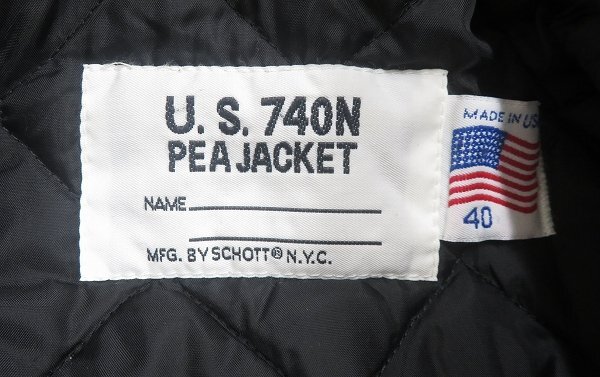 U. S. 740N
PEA JACKET
NAME
MFG. BY SCHOTT® N.Y.C.
MADE IN USA
40